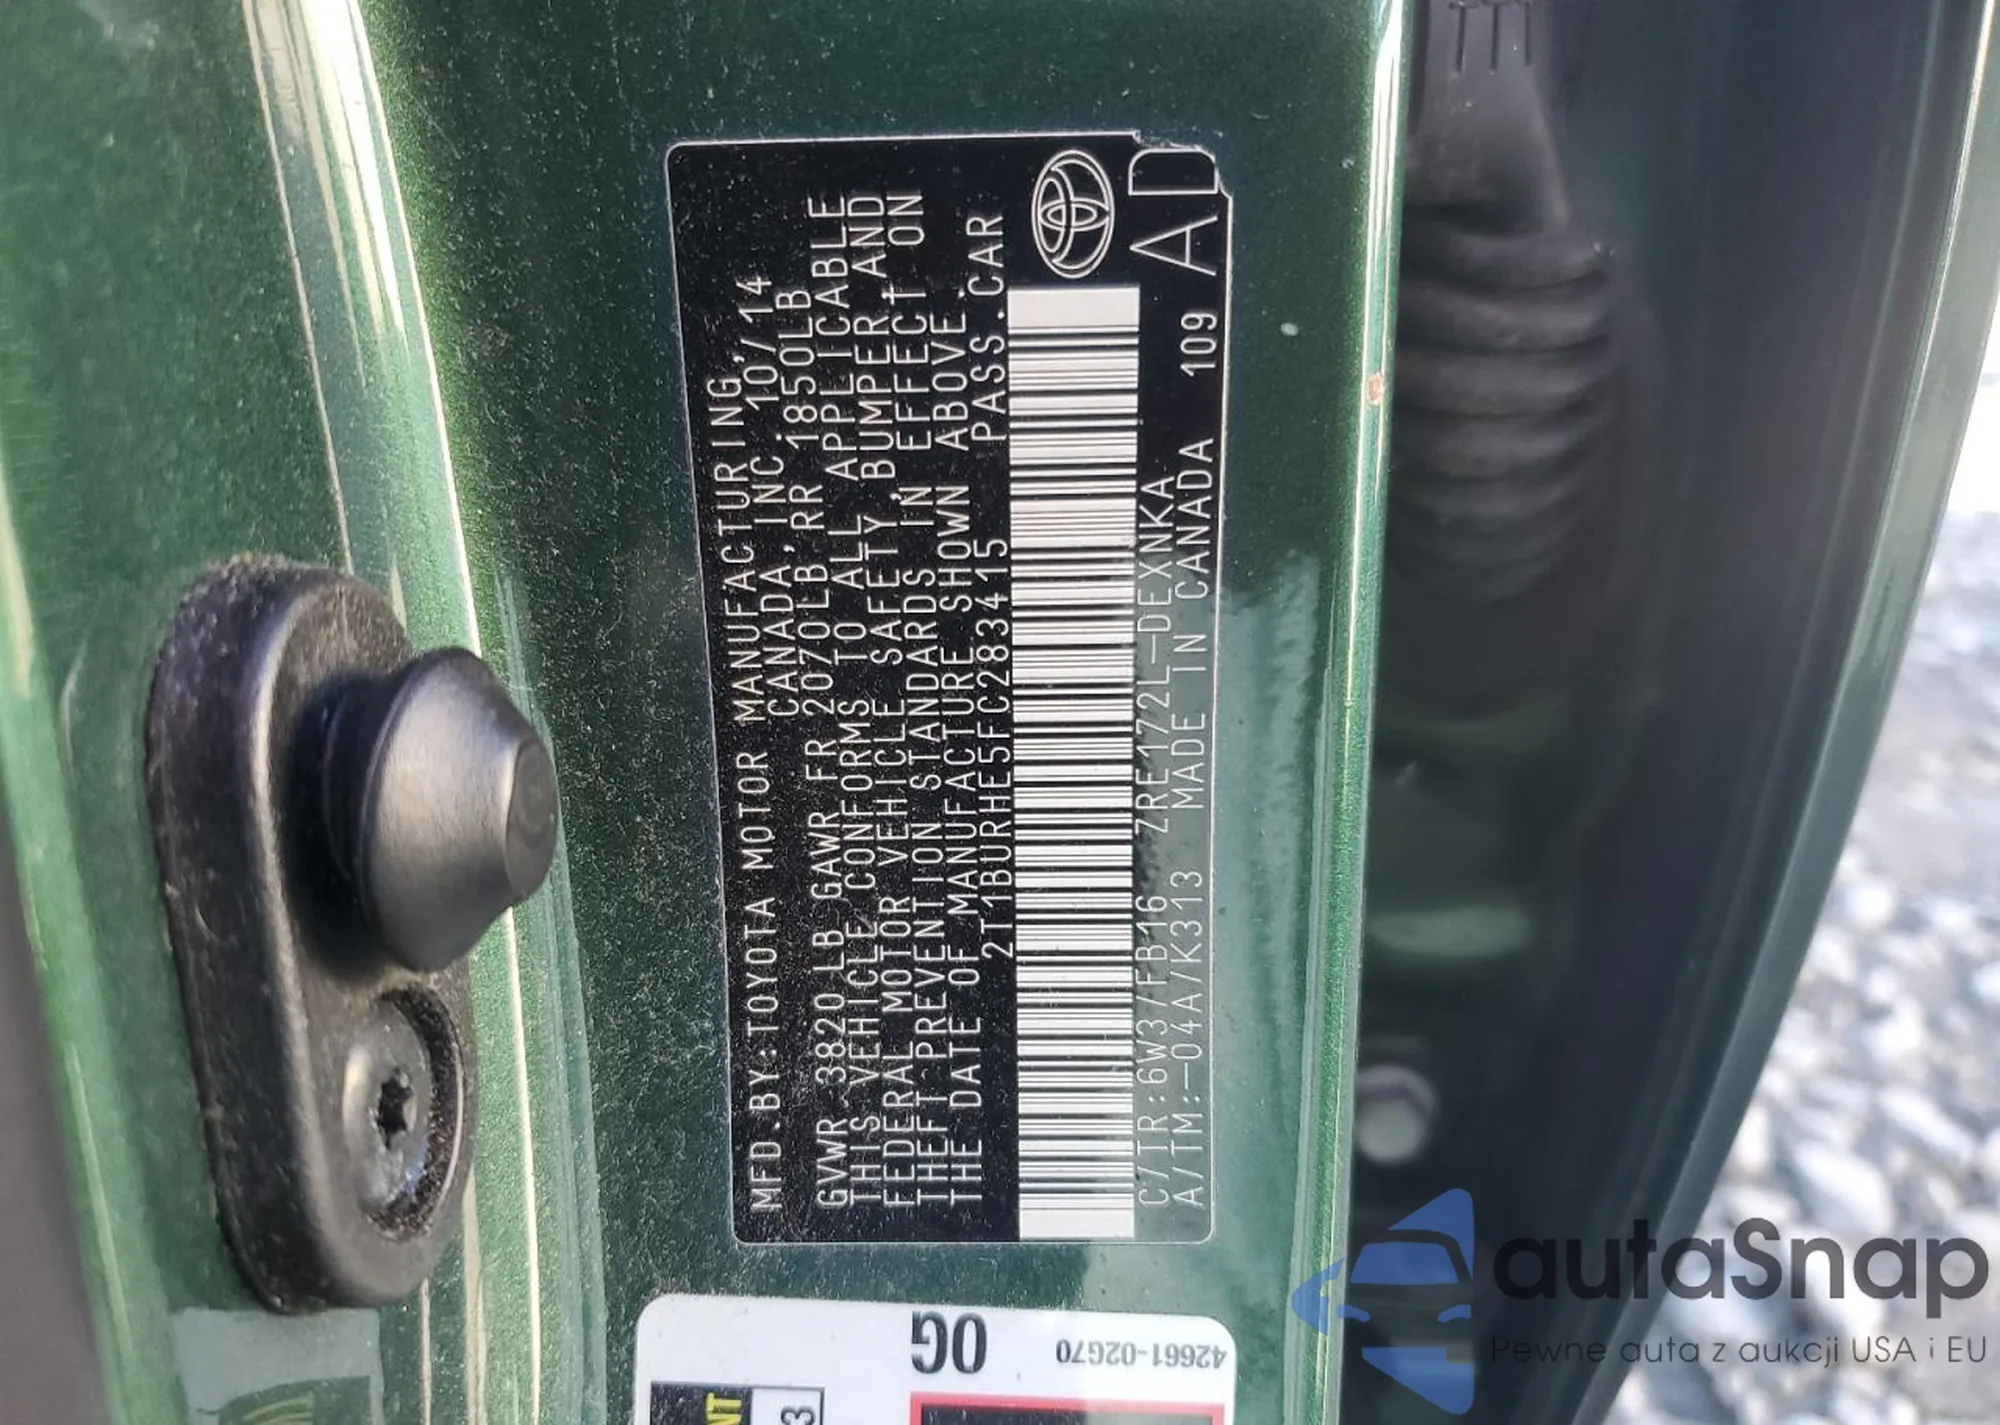 MFD.BY:TOYOTA MOTOR MANUFACTURING,
CANADA, INC. 10/14
GVWR 3820 LB GAWR FR 2070LB, RR 1850LB
THIS VEHICLE CONFORMS TO ALL APPLICABLE
FEDERAL MOTOR VEHICLE SAFETY, BUMPER, AND
THEFT PREVENTION STANDARDS IN EFFECT ON
THE DATE OF MANUFACTURE SHOWN ABOVE.
2T1BURHE5FC283415 PASS.CAR
C/TR:6W3/FB16 ZRE172L-DEXNKA
A/TM:-04A/K313 MADE IN CANADA 109
AD
0G
42661-02G70
3
autaSnap
Pewne auta z aukcji USA i EU